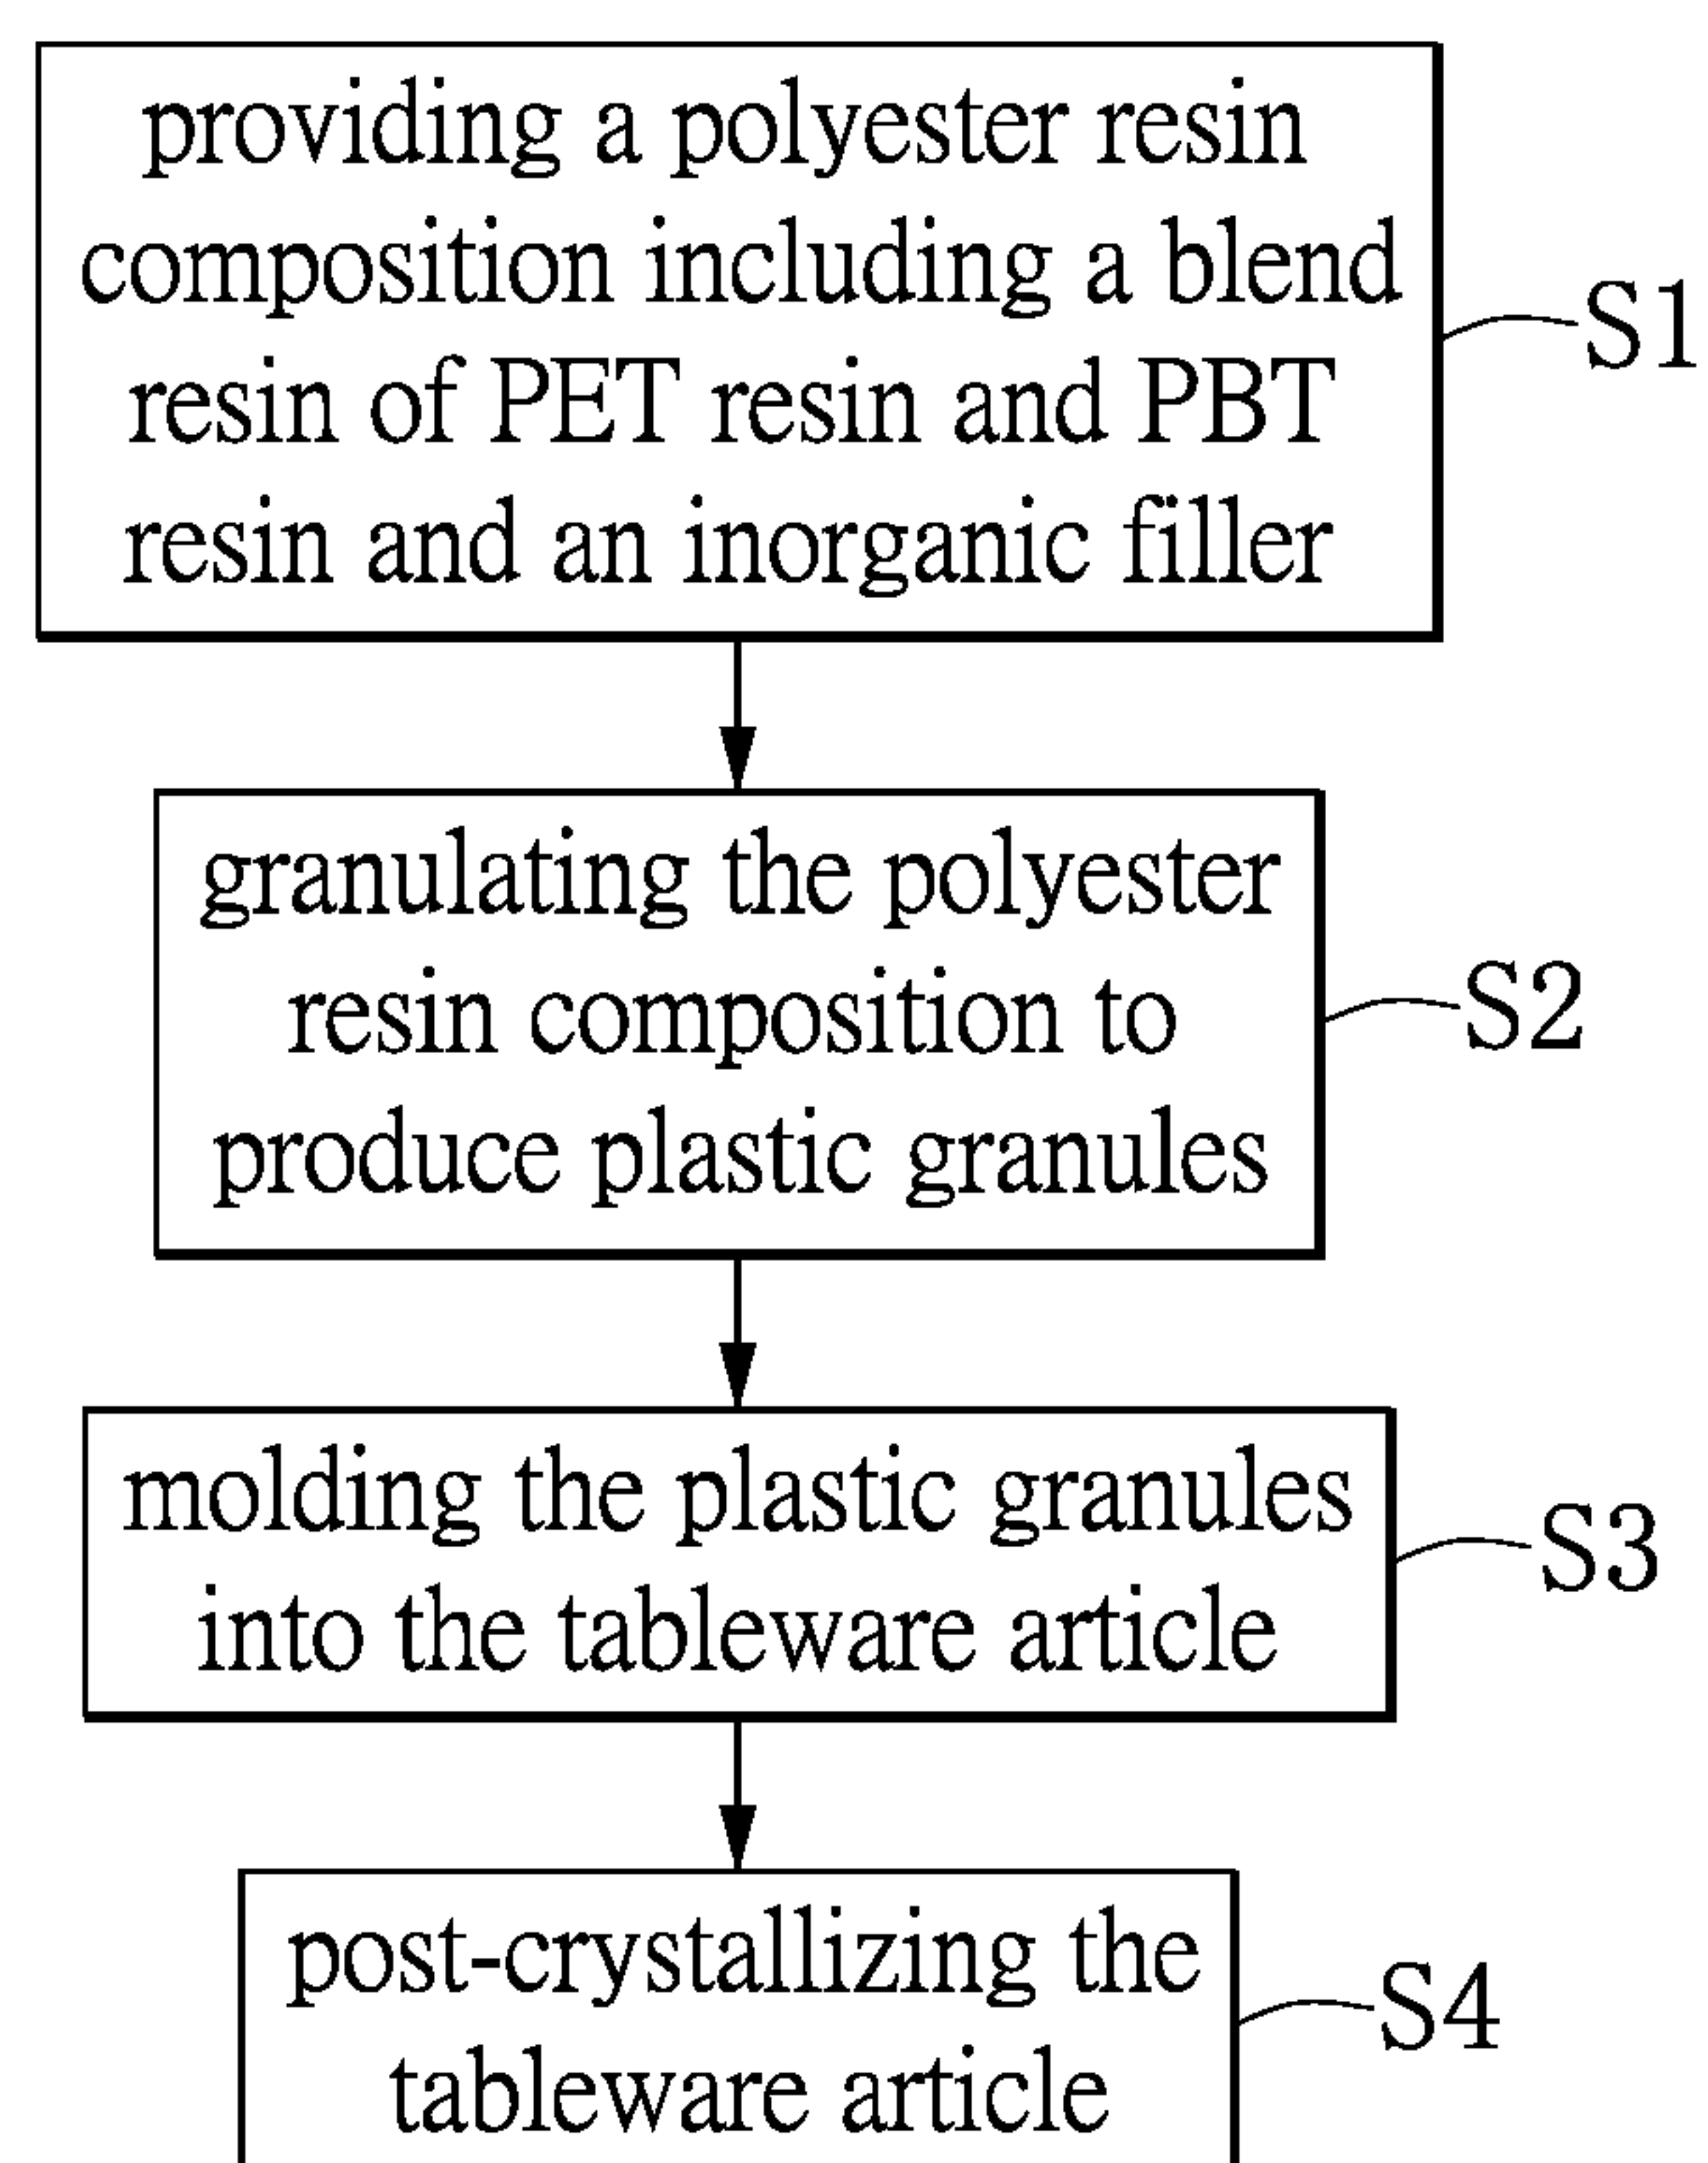 providing a polyester resin
composition including a blend
resin of PET resin and PBT
resin and an inorganic filler
S1
granulating the polyester
resin composition to
produce plastic granules
S2
molding the plastic granules
into the tableware article
S3
post-crystallizing the
tableware article
S4